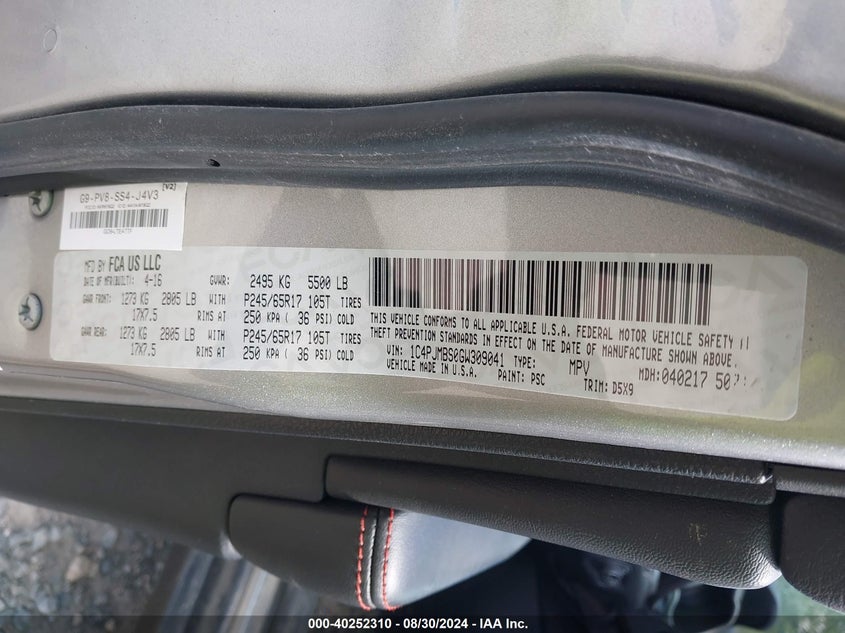 G9-PV8-SS4-J4V3 [V2]
MFD BY FCA US LLC
DATE OF MFR(BUILT): 4-16 GVWR: 2495 KG 5500 LB
GAWR FRONT: 1273 KG 2805 LB WITH P245/65R17 105T TIRES
17X7.5 RIMS AT 250 KPA ( 36 PSI) COLD
GAWR REAR: 1273 KG 2805 LB WITH P245/65R17 105T TIRES
17X7.5 RIMS AT 250 KPA ( 36 PSI) COLD
THIS VEHICLE CONFORMS TO ALL APPLICABLE U.S.A. FEDERAL MOTOR VEHICLE SAFETY
THEFT PREVENTION STANDARDS IN EFFECT ON THE DATE OF MANUFACTURE SHOWN ABOVE.
VIN: 1C4PJMBS0GW309041 TYPE: MPV MDH:040217
VEHICLE MADE IN U.S.A. PAINT: PSC TRIM: D5X9
000-40252310 - 08/30/2024 - IAA Inc.